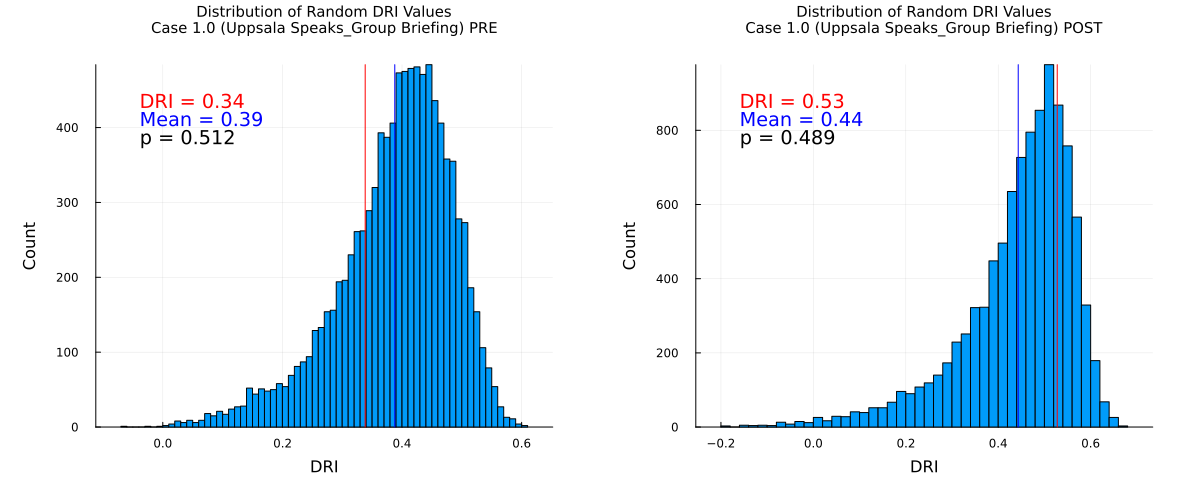 Distribution of Random DRI Values
Case 1.0 (Uppsala Speaks_Group Briefing) PRE
DRI = 0.34
Mean = 0.39
p = 0.512
Count
400
300
200
100
0
0.0
0.2
0.4
0.6
DRI
Distribution of Random DRI Values
Case 1.0 (Uppsala Speaks_Group Briefing) POST
DRI = 0.53
Mean = 0.44
p = 0.489
Count
800
600
400
200
0
−0.2
0.0
0.2
0.4
0.6
DRI